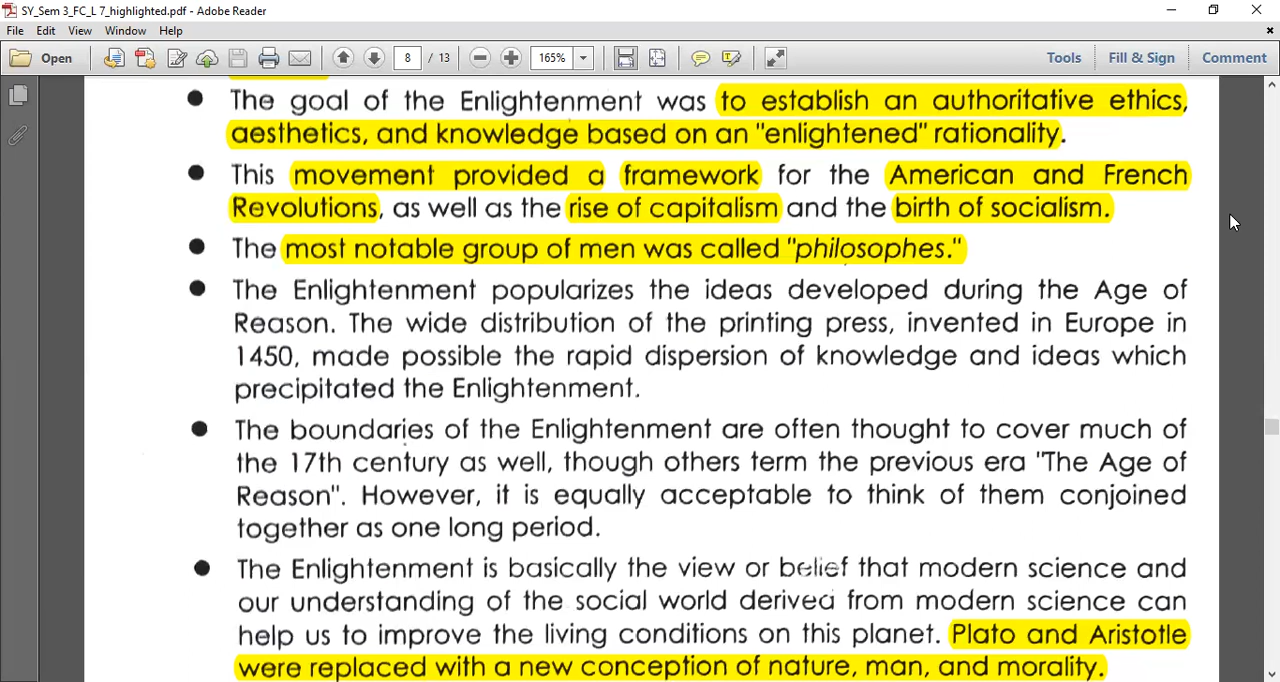 SY_Sem 3_FC_L 7_highlighted.pdf - Adobe Reader
File Edit View Window Help
Open 8 / 13 165% Tools Fill & Sign Comment
● The goal of the Enlightenment was to establish an authoritative ethics,
aesthetics, and knowledge based on an "enlightened" rationality.
● This movement provided a framework for the American and French
Revolutions, as well as the rise of capitalism and the birth of socialism.
● The most notable group of men was called "philosophes."
● The Enlightenment popularizes the ideas developed during the Age of
Reason. The wide distribution of the printing press, invented in Europe in
1450, made possible the rapid dispersion of knowledge and ideas which
precipitated the Enlightenment.
● The boundaries of the Enlightenment are often thought to cover much of
the 17th century as well, though others term the previous era "The Age of
Reason". However, it is equally acceptable to think of them conjoined
together as one long period.
● The Enlightenment is basically the view or belief that modern science and
our understanding of the social world derived from modern science can
help us to improve the living conditions on this planet. Plato and Aristotle
were replaced with a new conception of nature, man, and morality.